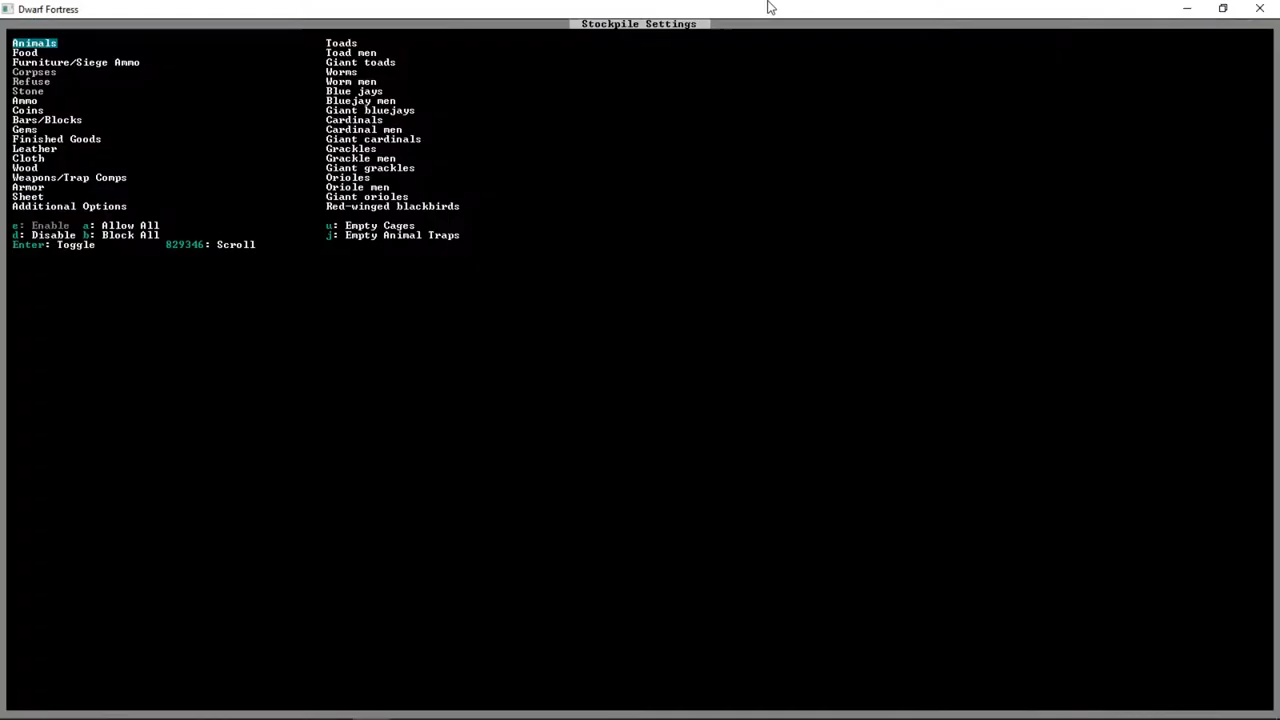 Dwarf Fortress
Stockpile Settings
Animals
Food
Furniture/Siege Ammo
Corpses
Refuse
Stone
Ammo
Coins
Bars/Blocks
Gems
Finished Goods
Leather
Cloth
Wood
Weapons/Trap Comps
Armor
Sheet
Additional Options
e: Enable a: Allow All
d: Disable b: Block All
Enter: Toggle 829346: Scroll
Toads
Toad men
Giant toads
Worms
Worm men
Blue jays
Bluejay men
Giant bluejays
Cardinals
Cardinal men
Giant cardinals
Grackles
Grackle men
Giant grackles
Orioles
Oriole men
Giant orioles
Red-winged blackbirds
u: Empty Cages
j: Empty Animal Traps